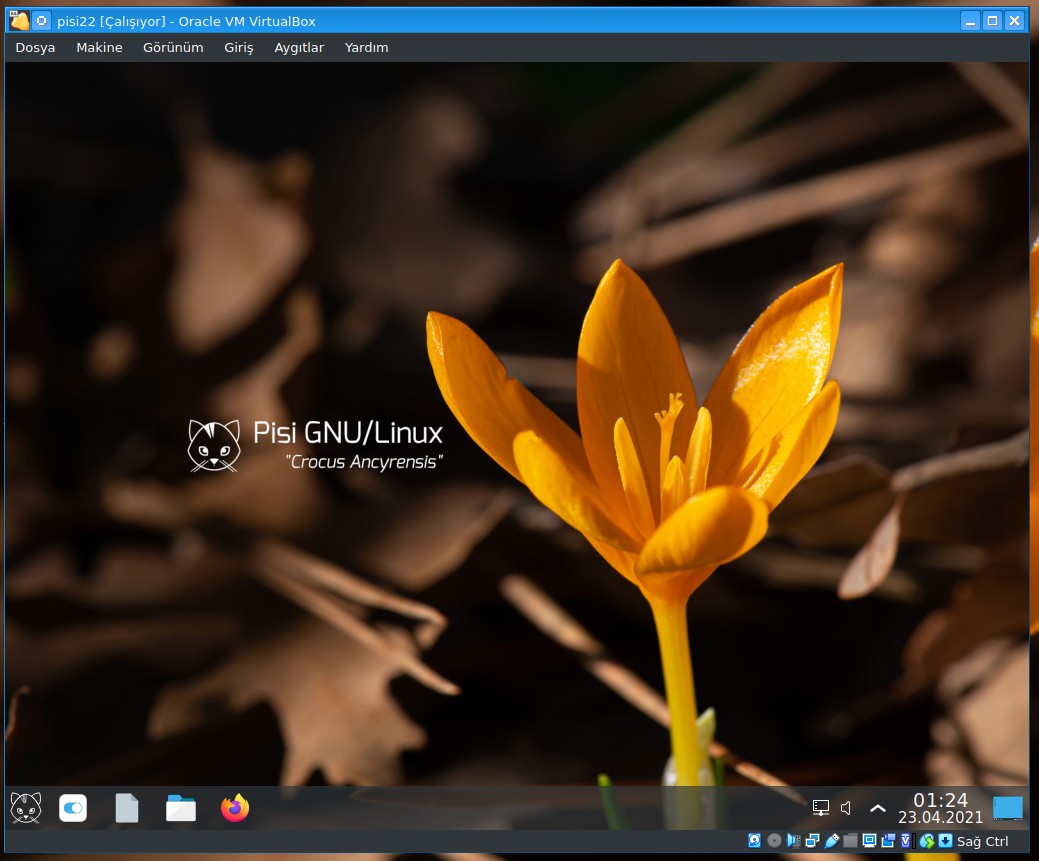 pisi22 [Çalışıyor] - Oracle VM VirtualBox
Dosya Makine Görünüm Giriş Aygıtlar Yardım
Pisi GNU/Linux
"Crocus Ancyrensis"
01:24
23.04.2021
Sağ Ctrl